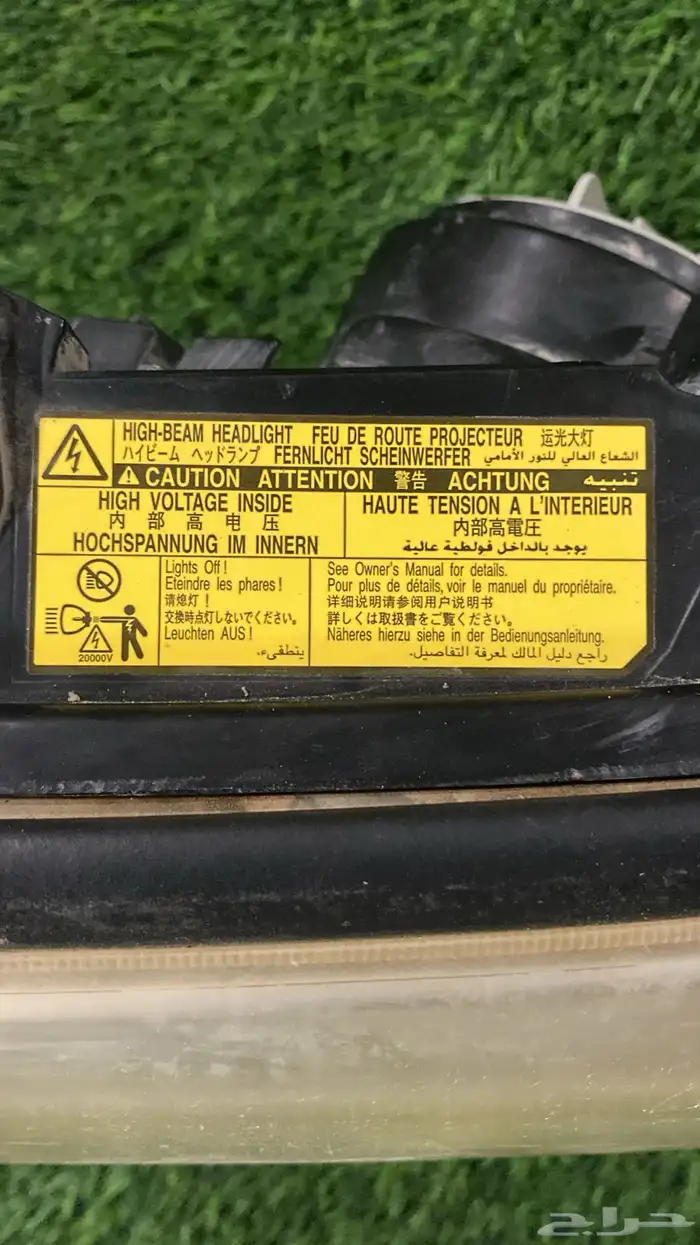 HIGH-BEAM HEADLIGHT FEU DE ROUTE PROJECTEUR 运光大灯
ハイビーム ヘッドランプ FERNLICHT SCHEINWERFER الشعاع العالي للنور الأمامي
CAUTION ATTENTION 警告 ACHTUNG تنبيه
HIGH VOLTAGE INSIDE
内部高电压
HOCHSPANNUNG IM INNERN
HAUTE TENSION A L'INTERIEUR
内部高電圧
يوجد بالداخل فولطية عالية
20000V
Lights Off!
Eteindre les phares!
请熄灯!
交換時点灯しないでください。
Leuchten AUS!
يتطفىء.
See Owner's Manual for details.
Pour plus de détails, voir le manuel du propriétaire.
详细说明请参阅用户说明书
詳しくは取扱書をご覧ください。
Näheres hierzu siehe in der Bedienungsanleitung.
راجع دليل المالك لمعرفة التفاصيل.
حراج